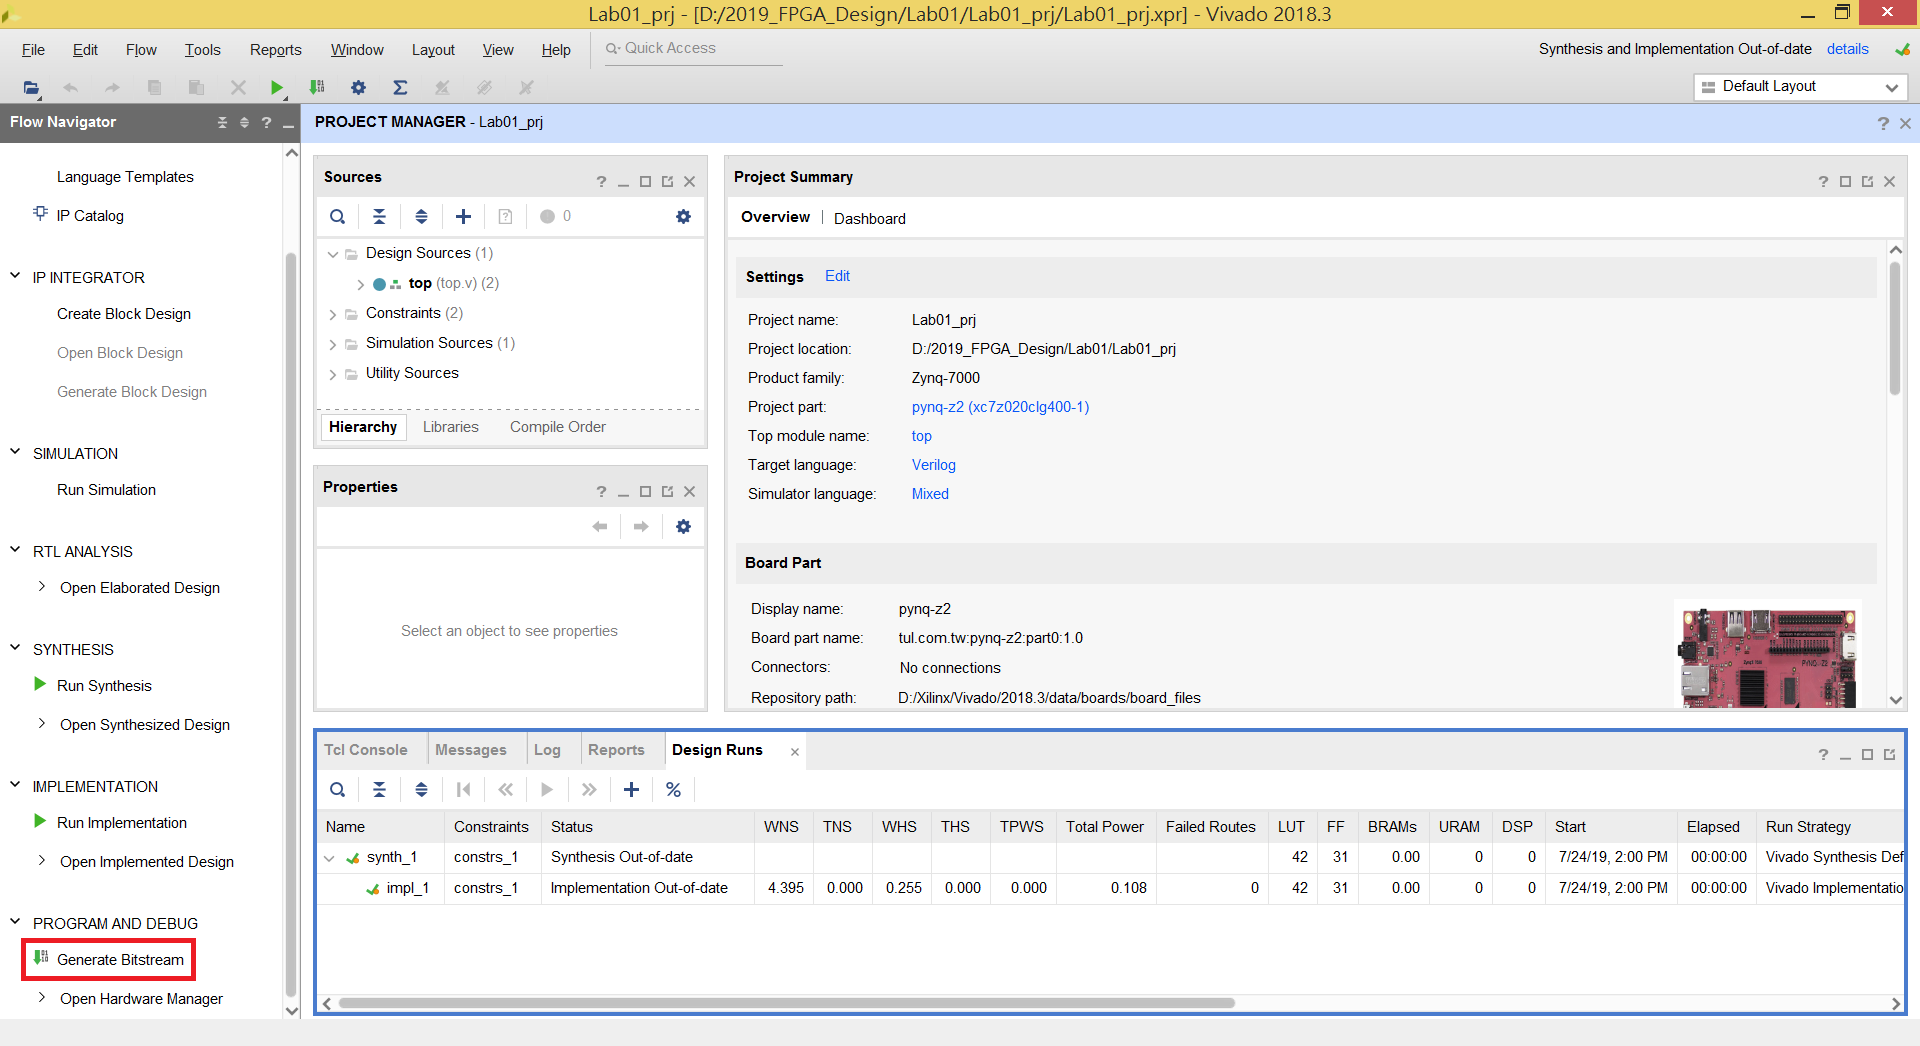 Lab01_prj - [D:/2019_FPGA_Design/Lab01/Lab01_prj/Lab01_prj.xpr] - Vivado 2018.3
File Edit Flow Tools Reports Window Layout View Help Quick Access
Synthesis and Implementation Out-of-date details
Default Layout
Flow Navigator
Language Templates
IP Catalog
IP INTEGRATOR
Create Block Design
Open Block Design
Generate Block Design
SIMULATION
Run Simulation
RTL ANALYSIS
Open Elaborated Design
SYNTHESIS
Run Synthesis
Open Synthesized Design
IMPLEMENTATION
Run Implementation
Open Implemented Design
PROGRAM AND DEBUG
Generate Bitstream
Open Hardware Manager
PROJECT MANAGER - Lab01_prj
Sources
0
Design Sources (1)
top (top.v) (2)
Constraints (2)
Simulation Sources (1)
Utility Sources
Hierarchy Libraries Compile Order
Properties
Select an object to see properties
Project Summary
Overview | Dashboard
Settings Edit
Project name: Lab01_prj
Project location: D:/2019_FPGA_Design/Lab01/Lab01_prj
Product family: Zynq-7000
Project part: pynq-z2 (xc7z020clg400-1)
Top module name: top
Target language: Verilog
Simulator language: Mixed
Board Part
Display name: pynq-z2
Board part name: tul.com.tw:pynq-z2:part0:1.0
Connectors: No connections
Repository path: D:/Xilinx/Vivado/2018.3/data/boards/board_files
PYNQ-Z2
Tcl Console Messages Log Reports Design Runs
Name Constraints Status WNS TNS WHS THS TPWS Total Power Failed Routes LUT FF BRAMs URAM DSP Start Elapsed Run Strategy
synth_1 constrs_1 Synthesis Out-of-date 42 31 0.00 0 0 7/24/19, 2:00 PM 00:00:00 Vivado Synthesis Def
impl_1 constrs_1 Implementation Out-of-date 4.395 0.000 0.255 0.000 0.000 0.108 0 42 31 0.00 0 0 7/24/19, 2:00 PM 00:00:00 Vivado Implementatio